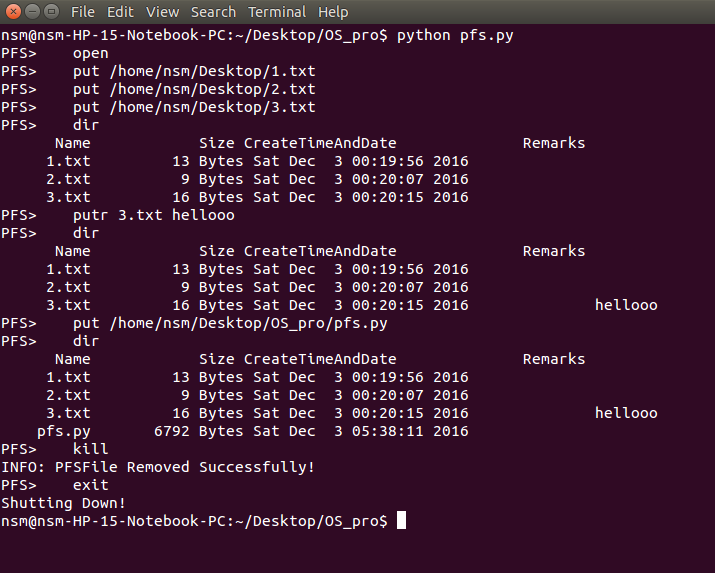 File Edit View Search Terminal Help
nsm@nsm-HP-15-Notebook-PC:~/Desktop/OS_pro$ python pfs.py
PFS>    open
PFS>    put /home/nsm/Desktop/1.txt
PFS>    put /home/nsm/Desktop/2.txt
PFS>    put /home/nsm/Desktop/3.txt
PFS>    dir
      Name            Size CreateTimeAndDate              Remarks
     1.txt         13 Bytes Sat Dec  3 00:19:56 2016
     2.txt          9 Bytes Sat Dec  3 00:20:07 2016
     3.txt         16 Bytes Sat Dec  3 00:20:15 2016
PFS>    putr 3.txt hellooo
PFS>    dir
      Name            Size CreateTimeAndDate              Remarks
     1.txt         13 Bytes Sat Dec  3 00:19:56 2016
     2.txt          9 Bytes Sat Dec  3 00:20:07 2016
     3.txt         16 Bytes Sat Dec  3 00:20:15 2016              hellooo
PFS>    put /home/nsm/Desktop/OS_pro/pfs.py
PFS>    dir
      Name            Size CreateTimeAndDate              Remarks
     1.txt         13 Bytes Sat Dec  3 00:19:56 2016
     2.txt          9 Bytes Sat Dec  3 00:20:07 2016
     3.txt         16 Bytes Sat Dec  3 00:20:15 2016              hellooo
    pfs.py       6792 Bytes Sat Dec  3 05:38:11 2016
PFS>    kill
INFO: PFSFile Removed Successfully!
PFS>    exit
Shutting Down!
nsm@nsm-HP-15-Notebook-PC:~/Desktop/OS_pro$